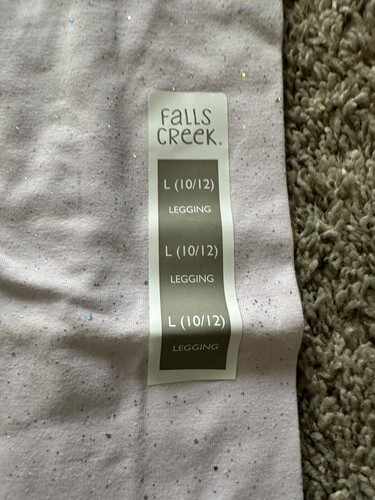 Falls
Creek.
L (10/12)
LEGGING
L (10/12)
LEGGING
L (10/12)
LEGGING